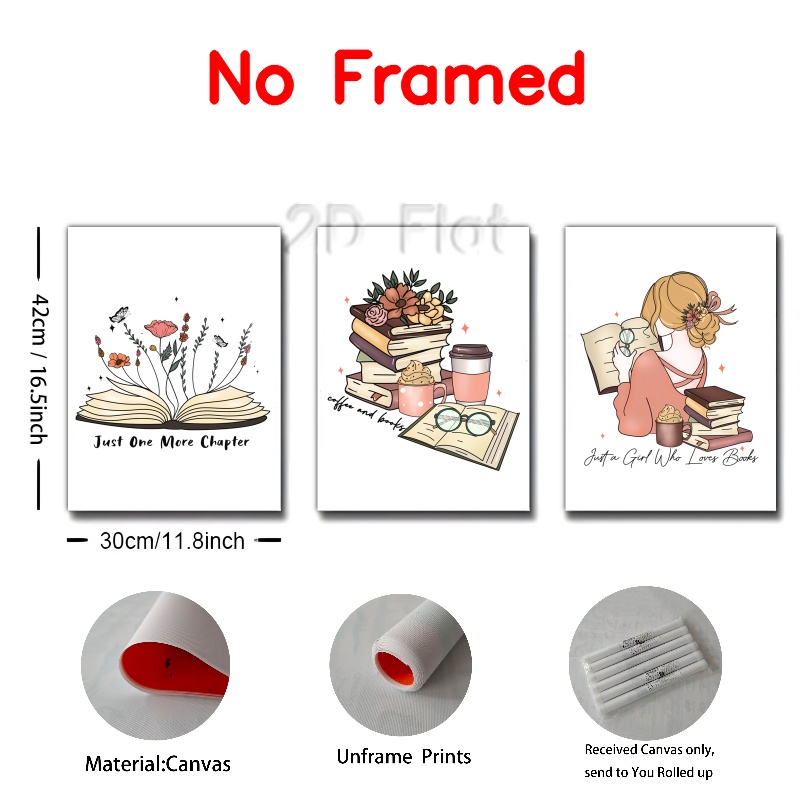 No Framed
2D Flat
42cm / 16.5inch
Just One More Chapter
coffee and books
Just a Girl Who Loves Books
30cm/11.8inch
Material:Canvas
Unframe Prints
Received Canvas only,
send to You Rolled up